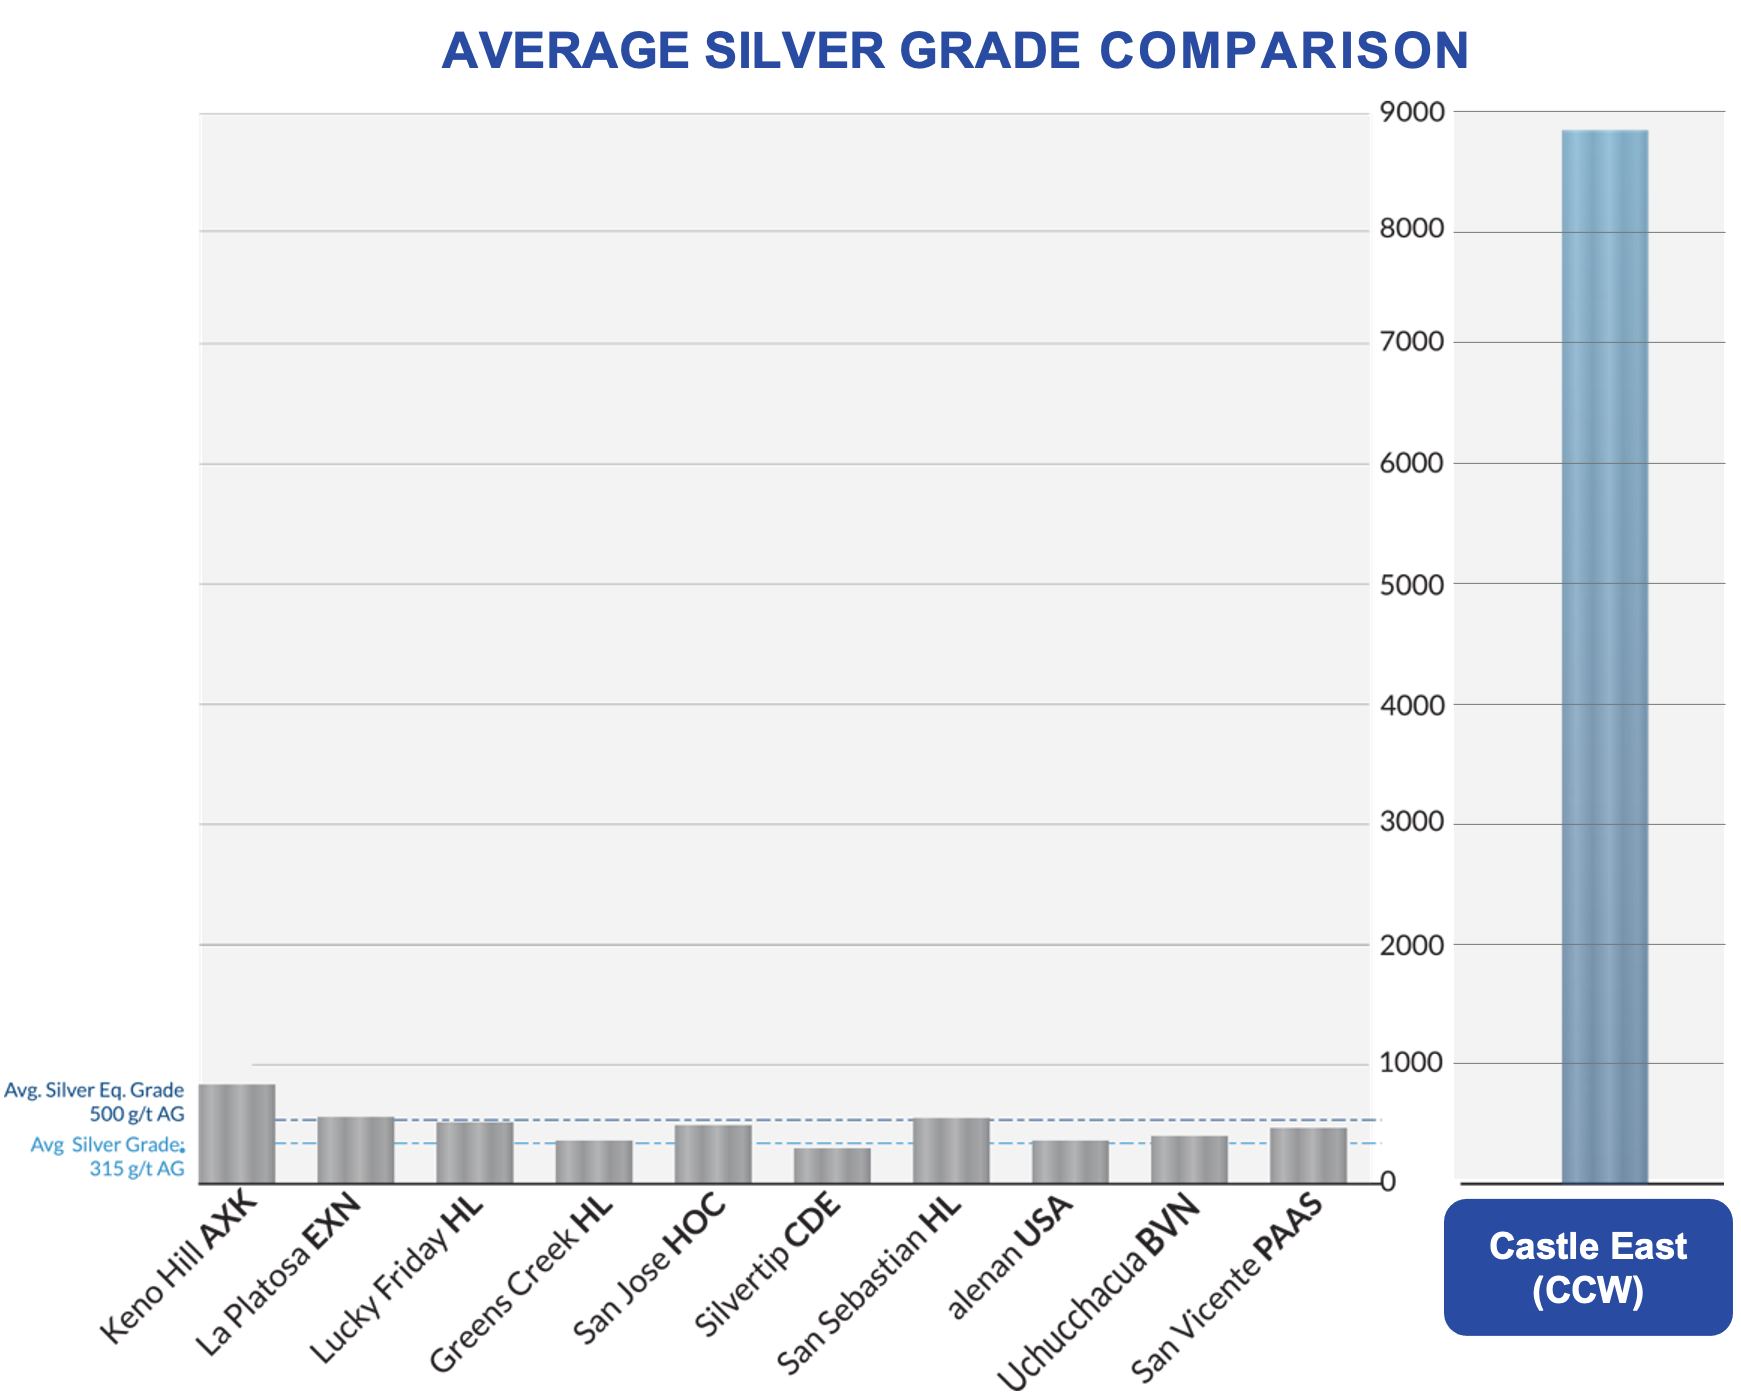 AVERAGE SILVER GRADE COMPARISON
9000
8000
7000
6000
5000
4000
3000
2000
1000
0
Avg. Silver Eq. Grade
500 g/t AG
Avg Silver Grade:
315 g/t AG
Keno Hill AXK
La Platosa EXN
Lucky Friday HL
Greens Creek HL
San Jose HOC
Silvertip CDE
San Sebastian HL
alenan USA
Uchucchacua BVN
San Vicente PAAS
Castle East
(CCW)